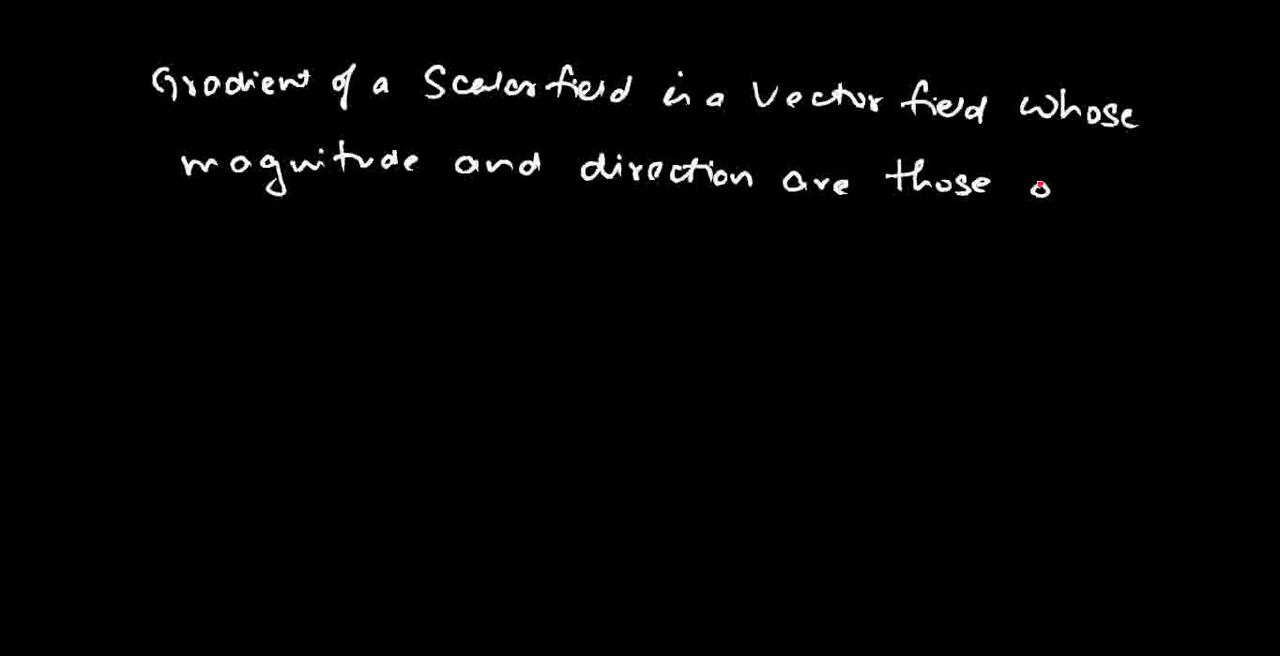 Gradient of a Scalar field is a Vector field whose
magnitude and direction are those o